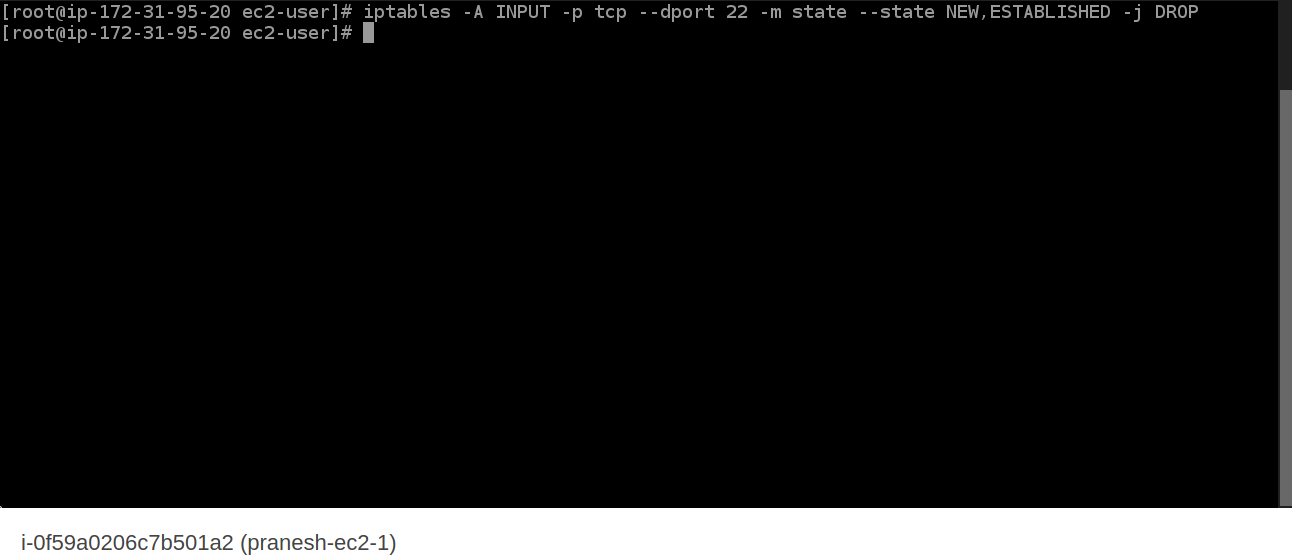 [root@ip-172-31-95-20 ec2-user]# iptables -A INPUT -p tcp --dport 22 -m state --state NEW,ESTABLISHED -j DROP
[root@ip-172-31-95-20 ec2-user]#
i-0f59a0206c7b501a2 (pranesh-ec2-1)